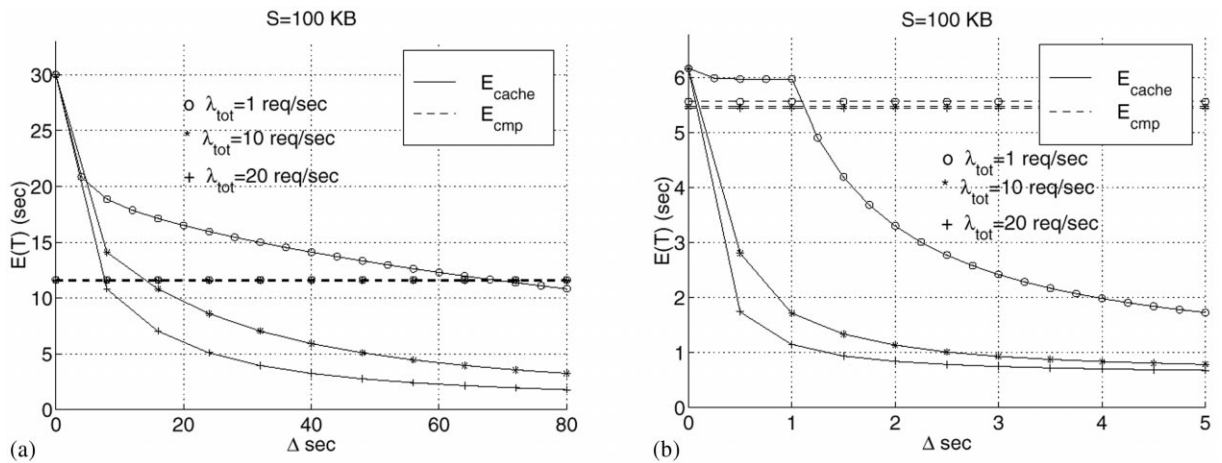 S=100 KB
30
25
20
15
10
5
0
E(T) (sec)
0 20 40 60 80
Δ sec
E_cache
E_cmp
o λ_tot=1 req/sec
* λ_tot=10 req/sec
+ λ_tot=20 req/sec
(a)
S=100 KB
6
5
4
3
2
1
0
E(T) (sec)
0 1 2 3 4 5
Δ sec
E_cache
E_cmp
o λ_tot=1 req/sec
* λ_tot=10 req/sec
+ λ_tot=20 req/sec
(b)